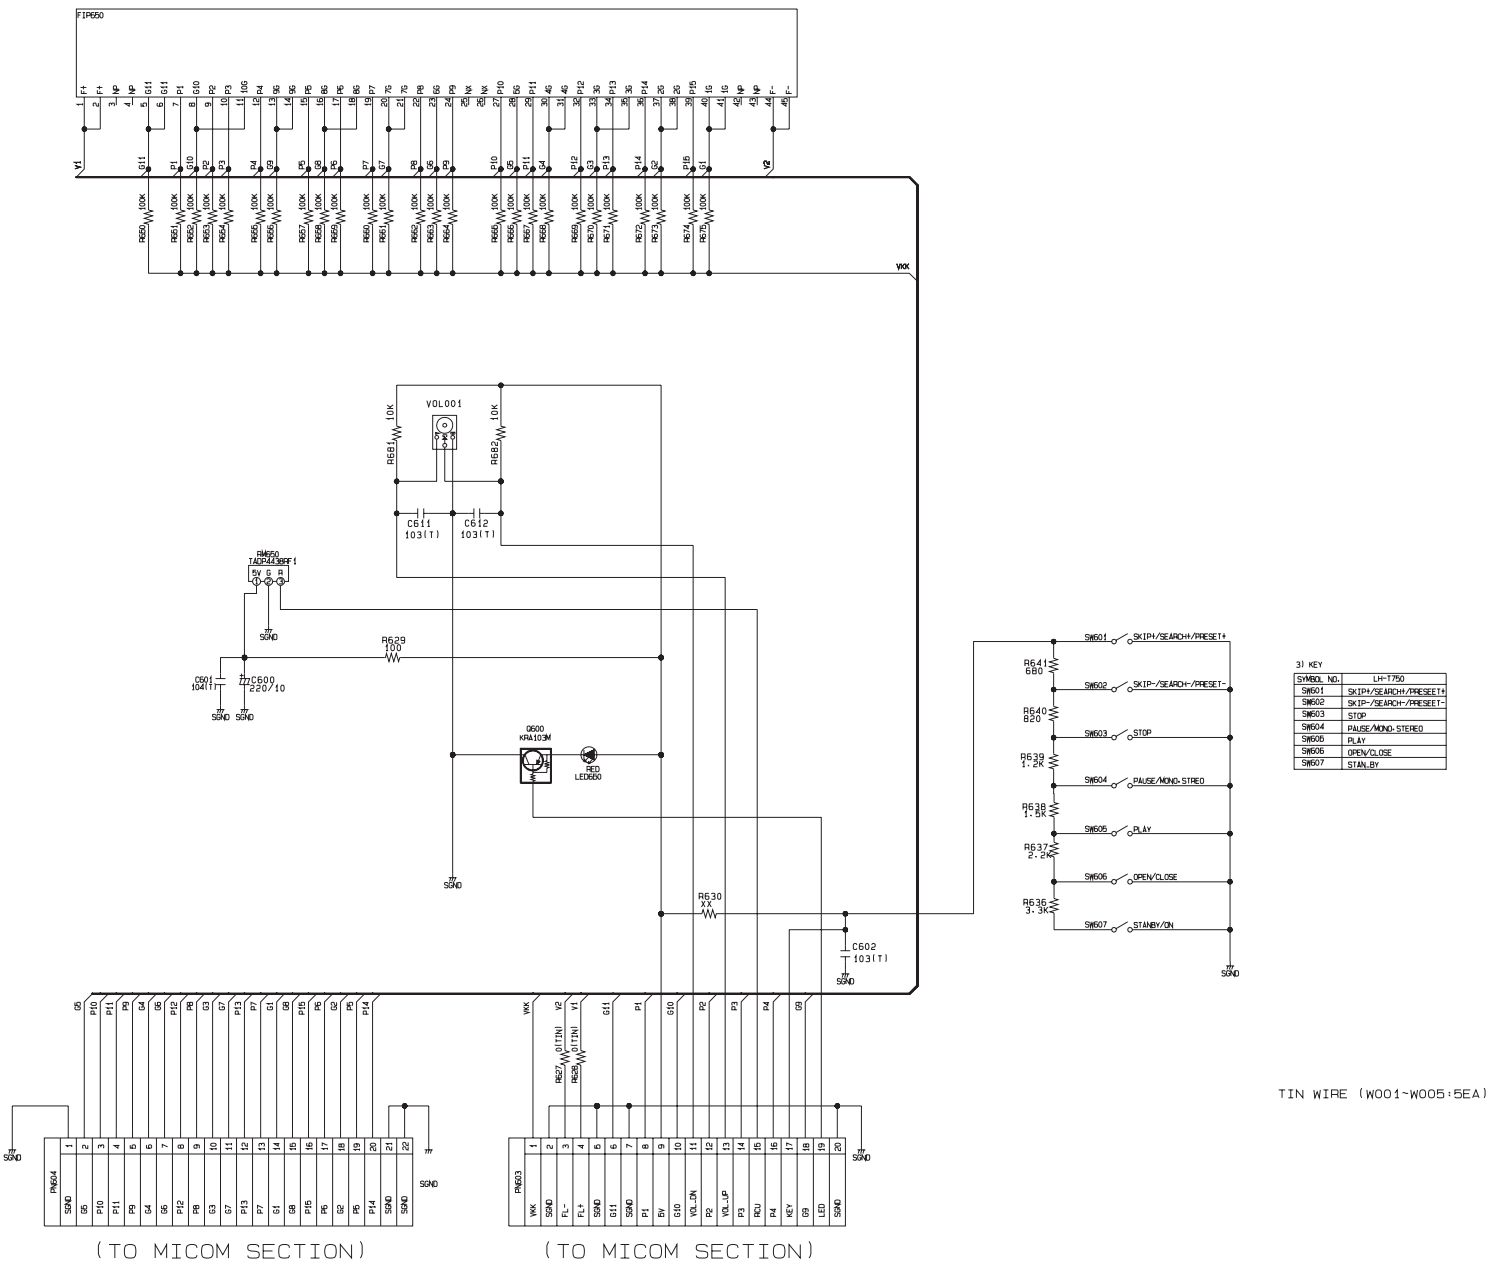 FIP650
F+ F+ NP NP G11 G11 P1 G10 P2 P3 10G P4 9G 9G P5 8G P6 8G P7 7G 7G P8 6G P9 NX NX P10 5G P11 4G 4G P12 3G P13 3G P14 2G 2G P15 1G 1G NP NP F- F-
1 2 3 4 5 6 7 8 9 10 11 12 13 14 15 16 17 18 19 20 21 22 23 24 25 26 27 28 29 30 31 32 33 34 35 36 37 38 39 40 41 42 43 44 45
V1 G11 P1 G10 P2 P3 P4 G9 P5 G8 P6 P7 G7 P8 G6 P9 P10 G5 P11 G4 P12 G3 P13 P14 G2 P15 G1 V2
100K 100K 100K 100K 100K 100K 100K 100K 100K 100K 100K 100K 100K 100K 100K 100K 100K 100K 100K 100K 100K 100K 100K 100K 100K 100K
R650 R651 R652 R653 R654 R655 R656 R657 R658 R659 R660 R661 R662 R663 R664 R665 R666 R667 R668 R669 R670 R671 R672 R673 R674 R675
VKK
10K
R681
VOL001
10K
R682
C611
103(T)
C612
103(T)
RM650
TADP4438RF1
5V G R
1 2 3
SGND
R629
100
C601
104(T)
C600
220/10
SGND SGND
Q600
KRA103M
RED
LED650
SGND
R630
XX
C602
103(T)
SGND
R641
680
R640
820
R639
1.2K
R638
1.5K
R637
2.2K
R636
3.3K
SW601 SKIP+/SEARCH+/PRESET+
SW602 SKIP-/SEARCH-/PRESET-
SW603 STOP
SW604 PAUSE/MONO.STREO
SW605 PLAY
SW606 OPEN/CLOSE
SW607 STANBY/ON
SGND
3) KEY
SYMBOL NO. LH-T750
SW601 SKIP+/SEARCH+/PRESEET+
SW602 SKIP-/SEARCH-/PRESEET-
SW603 STOP
SW604 PAUSE/MONO.STEREO
SW605 PLAY
SW606 OPEN/CLOSE
SW607 STAN.BY
G5 P10 P11 P9 G4 G6 P12 P8 G3 G7 P13 P7 G1 G8 P15 P6 G2 P5 P14
VKK V2 V1 G11 P1 G10 P2 P3 P4 G9
0(TIN) 0(TIN)
R627 R628
TIN WIRE (W001~W005:5EA)
SGND
PN604
1 2 3 4 5 6 7 8 9 10 11 12 13 14 15 16 17 18 19 20 21 22
SGND G5 P10 P11 P9 G4 G6 P12 P8 G3 G7 P13 P7 G1 G8 P15 P6 G2 P5 P14 SGND SGND
SGND
PN603
1 2 3 4 5 6 7 8 9 10 11 12 13 14 15 16 17 18 19 20
VKK SGND FL- FL+ SGND G11 SGND P1 5V G10 VOL.DN P2 VOL.UP P3 RCU P4 KEY G9 LED SGND
SGND
(TO MICOM SECTION)
(TO MICOM SECTION)